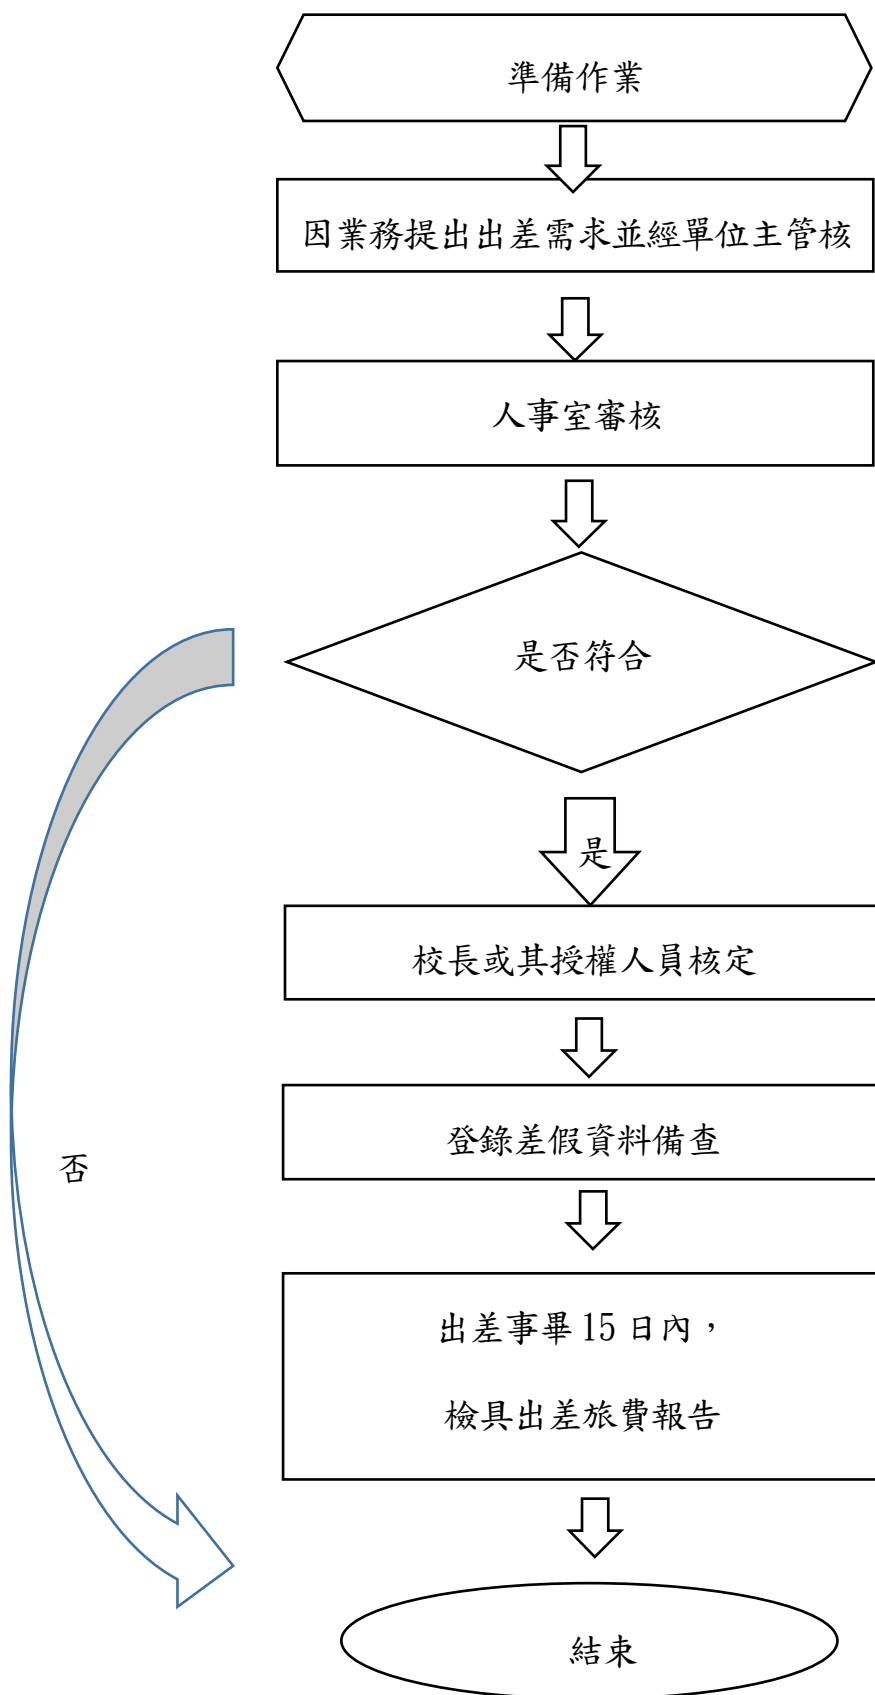 準備作業
因業務提出出差需求並經單位主管核
人事室審核
是否符合
是
校長或其授權人員核定
登錄差假資料備查
否
出差事畢 15 日內，
檢具出差旅費報告
結束